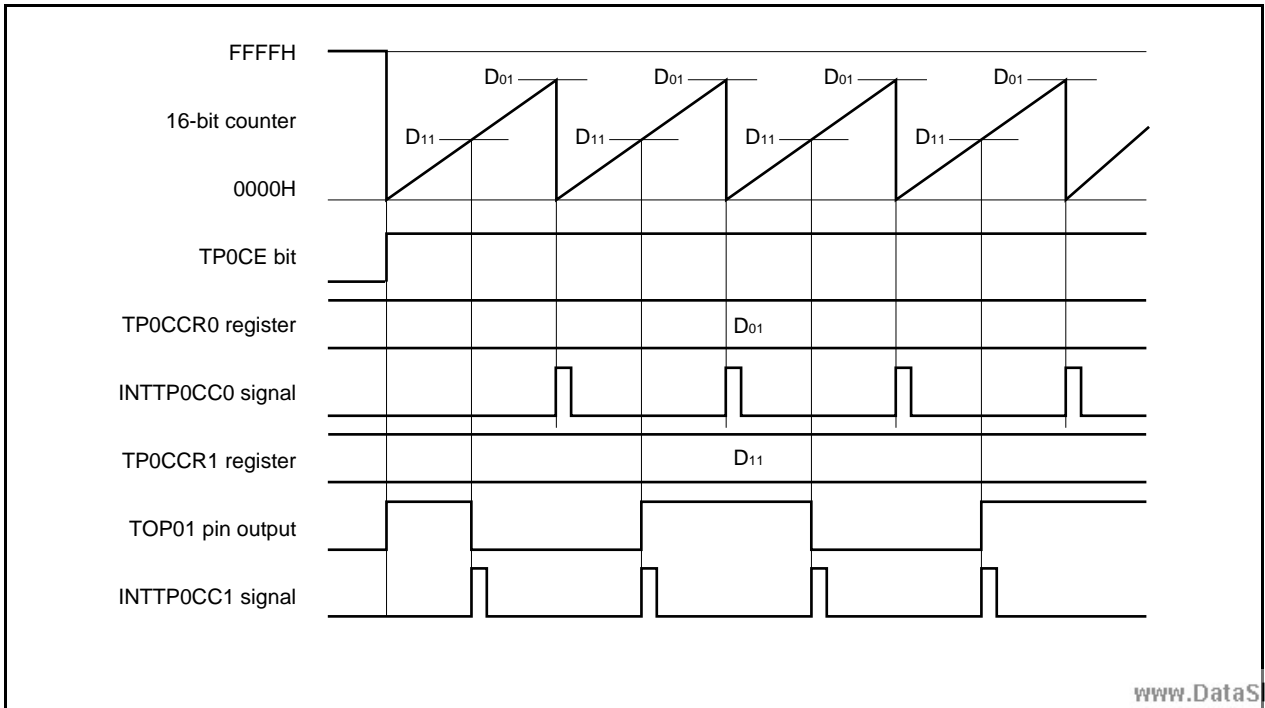 FFFFH
D01 D01 D01 D01
16-bit counter
D11 D11 D11 D11
0000H
TP0CE bit
TP0CCR0 register
D01
INTTP0CC0 signal
TP0CCR1 register
D11
TOP01 pin output
INTTP0CC1 signal
www.DataS